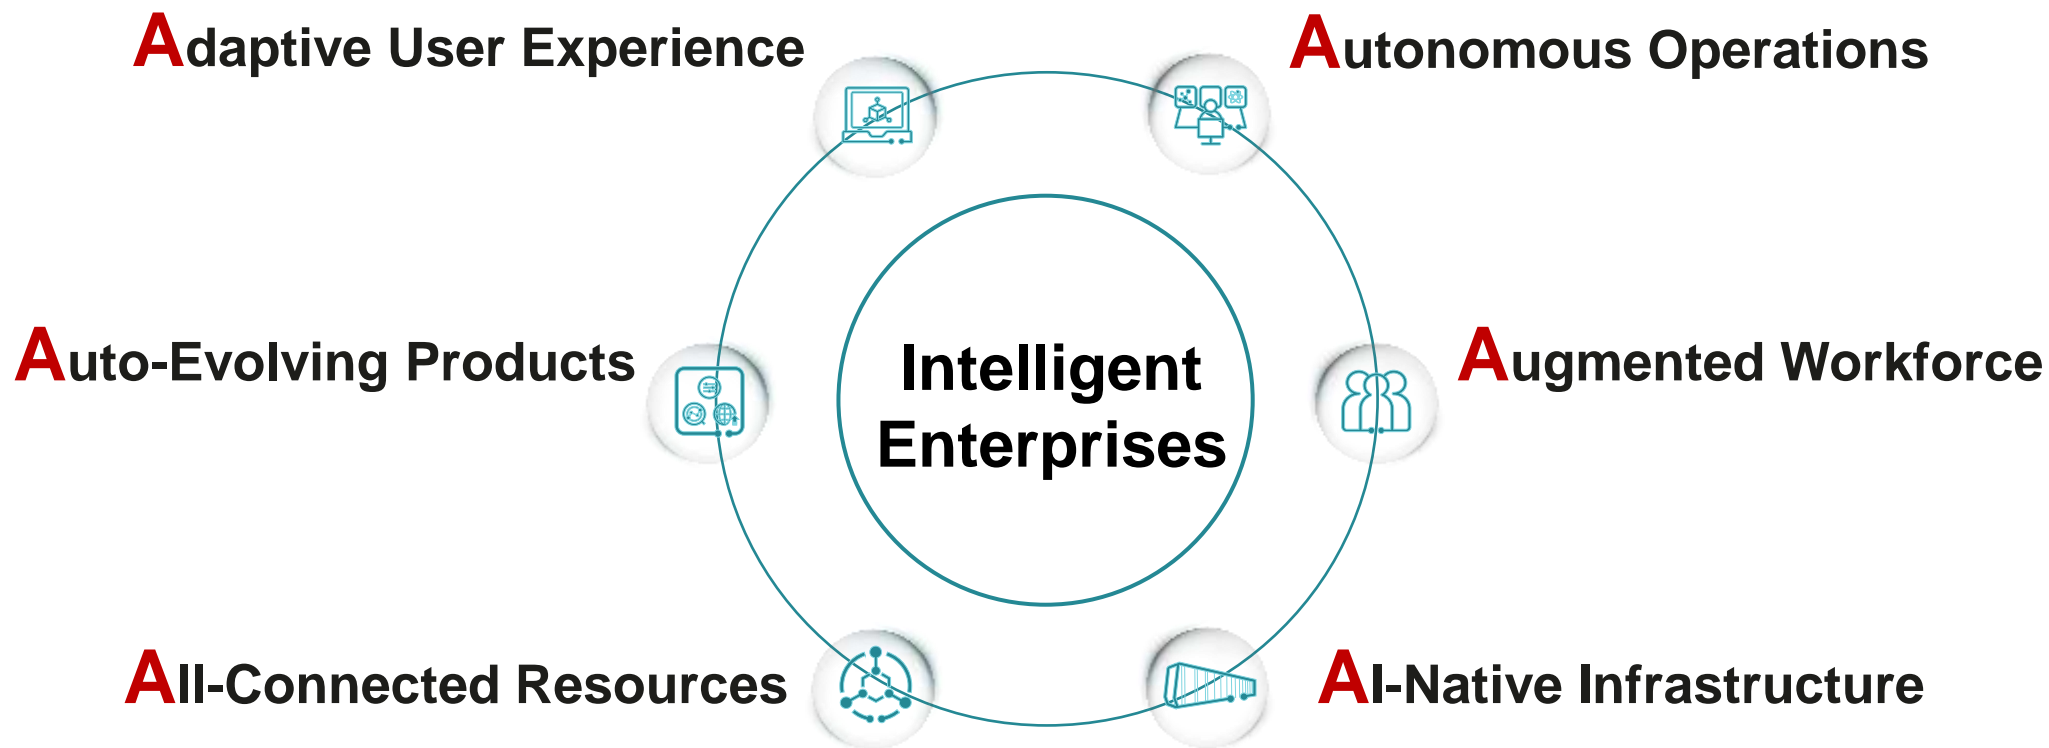 Adaptive User Experience
Autonomous Operations
Auto-Evolving Products
Intelligent
Enterprises
Augmented Workforce
All-Connected Resources
AI-Native Infrastructure